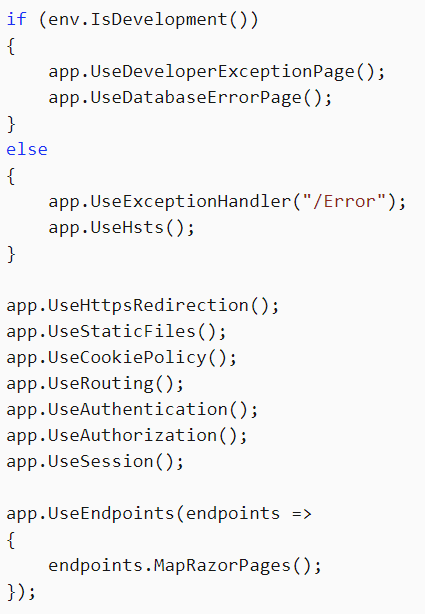 if (env.IsDevelopment())
{
    app.UseDeveloperExceptionPage();
    app.UseDatabaseErrorPage();
}
else
{
    app.UseExceptionHandler("/Error");
    app.UseHsts();
}

app.UseHttpsRedirection();
app.UseStaticFiles();
app.UseCookiePolicy();
app.UseRouting();
app.UseAuthentication();
app.UseAuthorization();
app.UseSession();

app.UseEndpoints(endpoints =>
{
    endpoints.MapRazorPages();
});